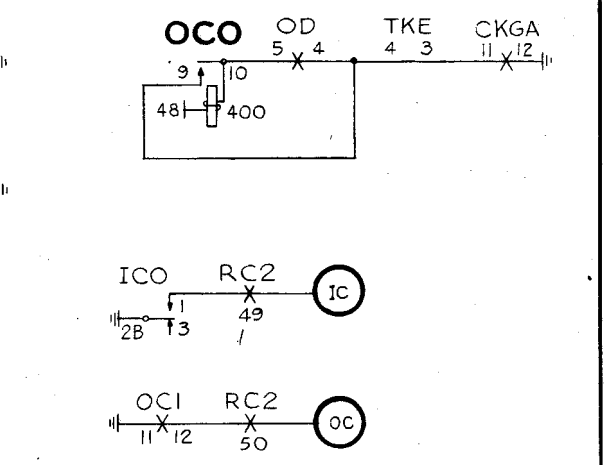 OCO OD TKE CKGA
5 4 4 3 11 12
9 10
48 400
ICO RC2
1 IC
2B 3 49
OC1 RC2
OC
11 12 50